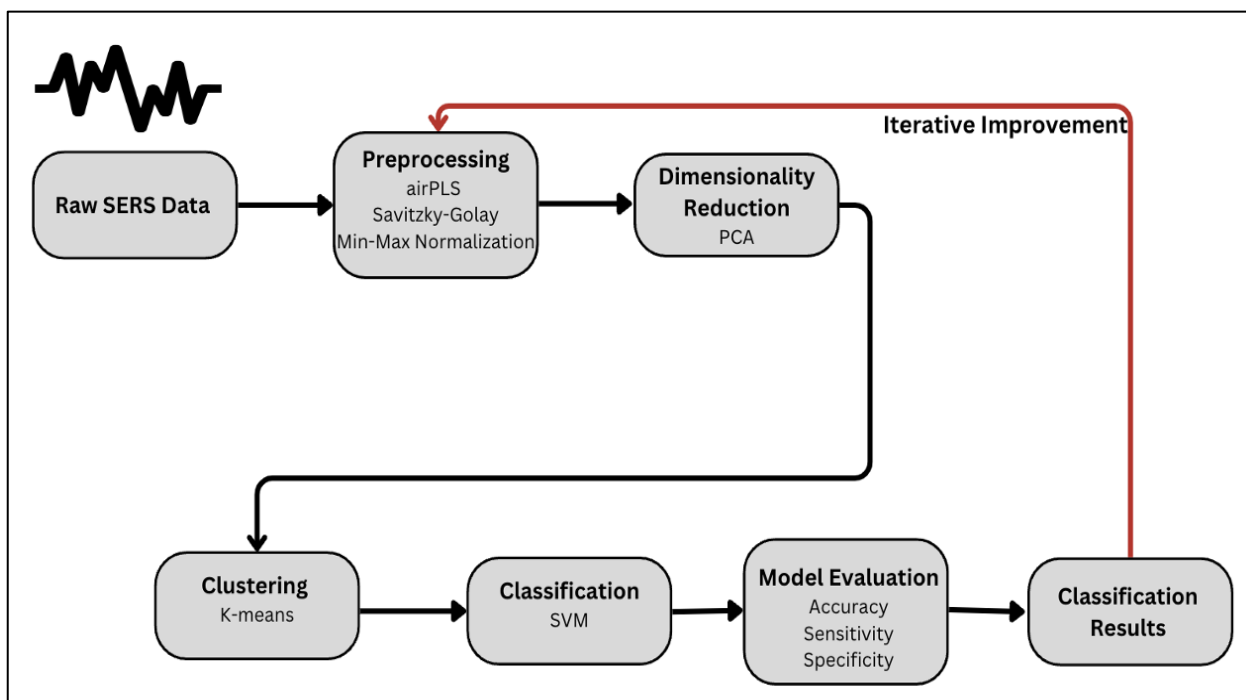 Iterative Improvement
Raw SERS Data
Preprocessing
airPLS
Savitzky-Golay
Min-Max Normalization
Dimensionality
Reduction
PCA
Clustering
K-means
Classification
SVM
Model Evaluation
Accuracy
Sensitivity
Specificity
Classification
Results